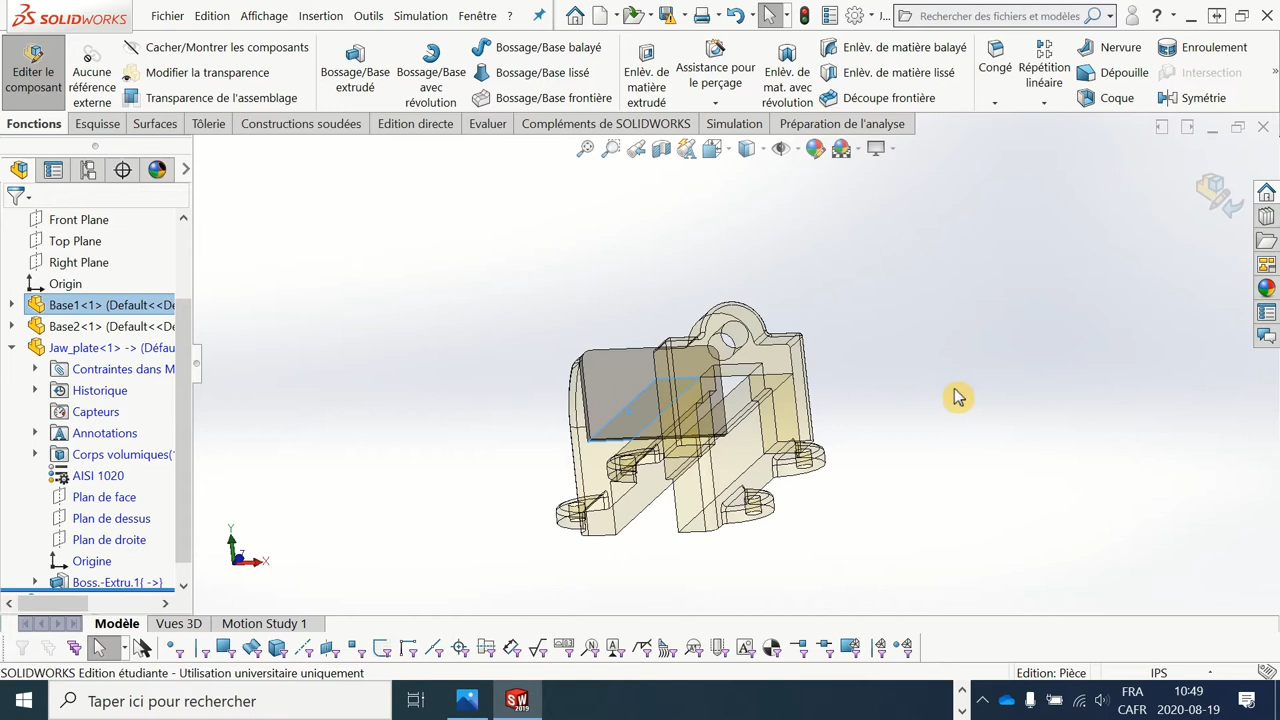 SOLIDWORKS Fichier Edition Affichage Insertion Outils Simulation Fenêtre ? J... Rechercher des fichiers et modèles ?
Editer le composant
Aucune référence externe
Cacher/Montrer les composants
Modifier la transparence
Transparence de l'assemblage
Bossage/Base extrudé
Bossage/Base avec révolution
Bossage/Base balayé
Bossage/Base lissé
Bossage/Base frontière
Enlèv. de matière extrudé
Assistance pour le perçage
Enlèv. de mat. avec révolution
Enlèv. de matière balayé
Enlèv. de matière lissé
Découpe frontière
Congé
Répétition linéaire
Nervure
Dépouille
Coque
Enroulement
Intersection
Symétrie
Fonctions Esquisse Surfaces Tôlerie Constructions soudées Edition directe Evaluer Compléments de SOLIDWORKS Simulation Préparation de l'analyse
Front Plane
Top Plane
Right Plane
Origin
Base1<1> (Default<<De
Base2<1> (Default<<De
Jaw_plate<1> -> (Défau
Contraintes dans M
Historique
Capteurs
Annotations
Corps volumiques(1
AISI 1020
Plan de face
Plan de dessus
Plan de droite
Origine
Boss.-Extru.1{ ->}
Y
X
Z
Modèle Vues 3D Motion Study 1
SOLIDWORKS Edition étudiante - Utilisation universitaire uniquement Edition: Pièce IPS
Taper ici pour rechercher
FRA
CAFR
10:49
2020-08-19